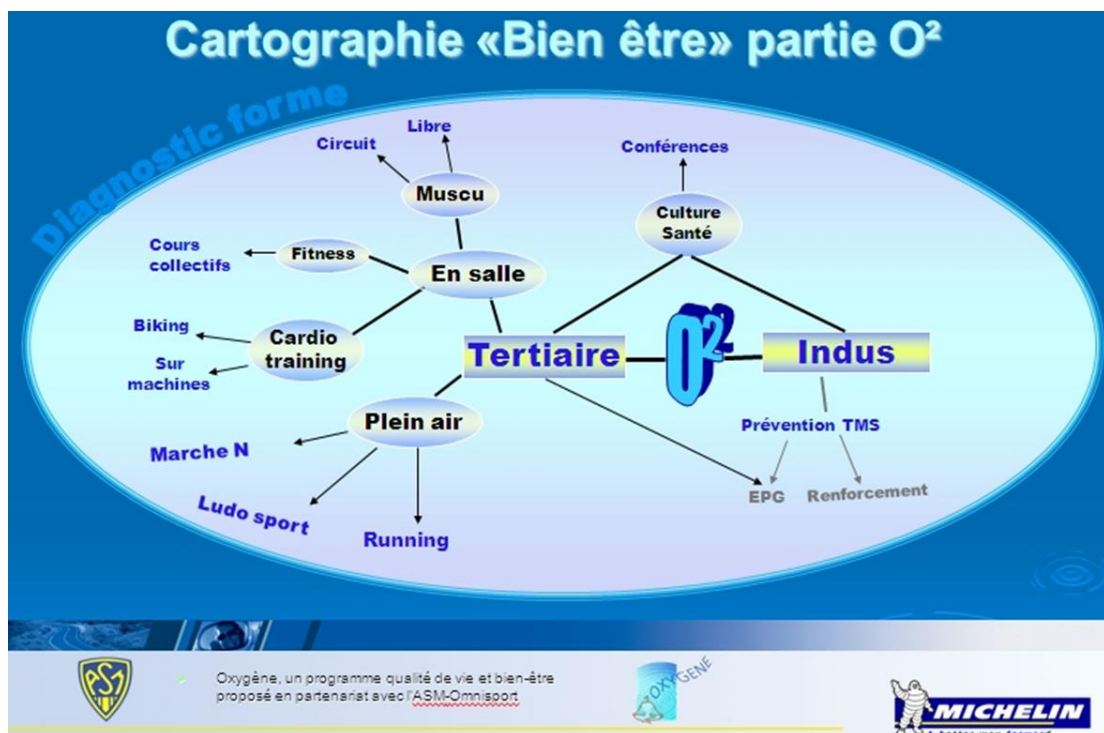 Cartographie «Bien être» partie O²
Diagnostic forme
Libre
Circuit
Muscu
Conférences
Culture
Santé
Cours
collectifs
Fitness
En salle
Biking
Sur
machines
Cardio
training
Tertiaire
O²
Indus
Plein air
Prévention TMS
Marche N
EPG
Renforcement
Ludo sport
Running
ASM
Oxygène, un programme qualité de vie et bien-être
proposé en partenariat avec l'ASM-Omnisport
OXYGENE
MICHELIN